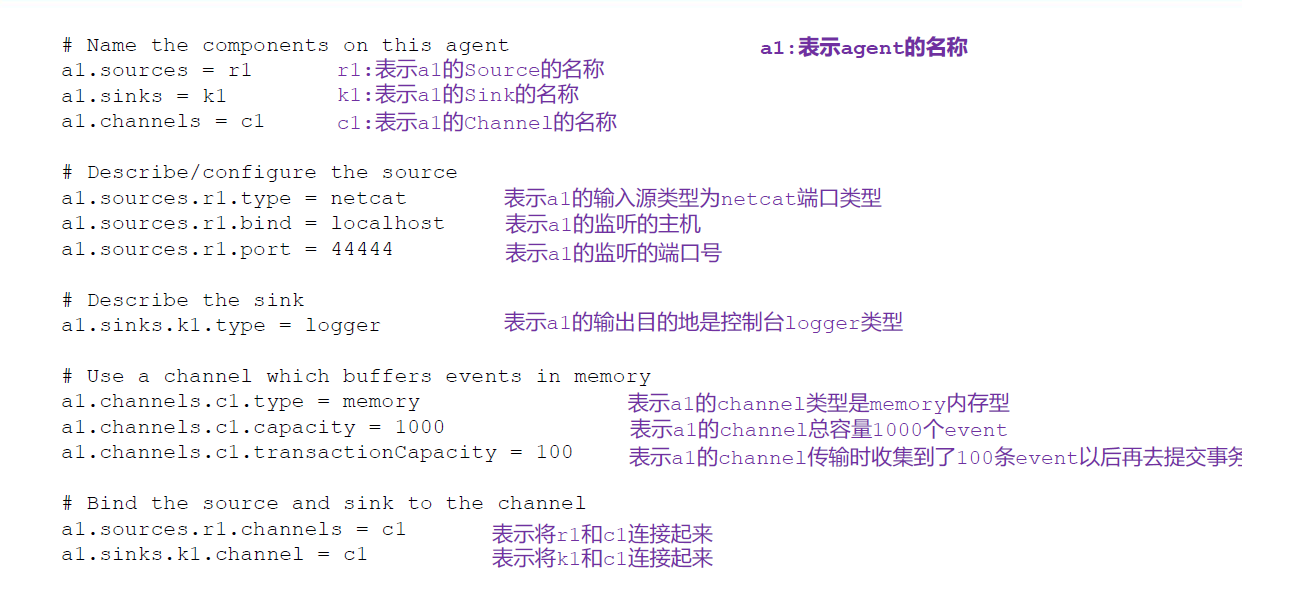 # Name the components on this agent a1:表示agent的名称
a1.sources = r1 r1:表示a1的Source的名称
a1.sinks = k1 k1:表示a1的Sink的名称
a1.channels = c1 c1:表示a1的Channel的名称
# Describe/configure the source
a1.sources.r1.type = netcat 表示a1的输入源类型为netcat端口类型
a1.sources.r1.bind = localhost 表示a1的监听的主机
a1.sources.r1.port = 44444 表示a1的监听的端口号
# Describe the sink
a1.sinks.k1.type = logger 表示a1的输出目的地是控制台logger类型
# Use a channel which buffers events in memory
a1.channels.c1.type = memory 表示a1的channel类型是memory内存型
a1.channels.c1.capacity = 1000 表示a1的channel总容量1000个event
a1.channels.c1.transactionCapacity = 100 表示a1的channel传输时收集到了100条event以后再去提交事务
# Bind the source and sink to the channel
a1.sources.r1.channels = c1 表示将r1和c1连接起来
a1.sinks.k1.channel = c1 表示将k1和c1连接起来